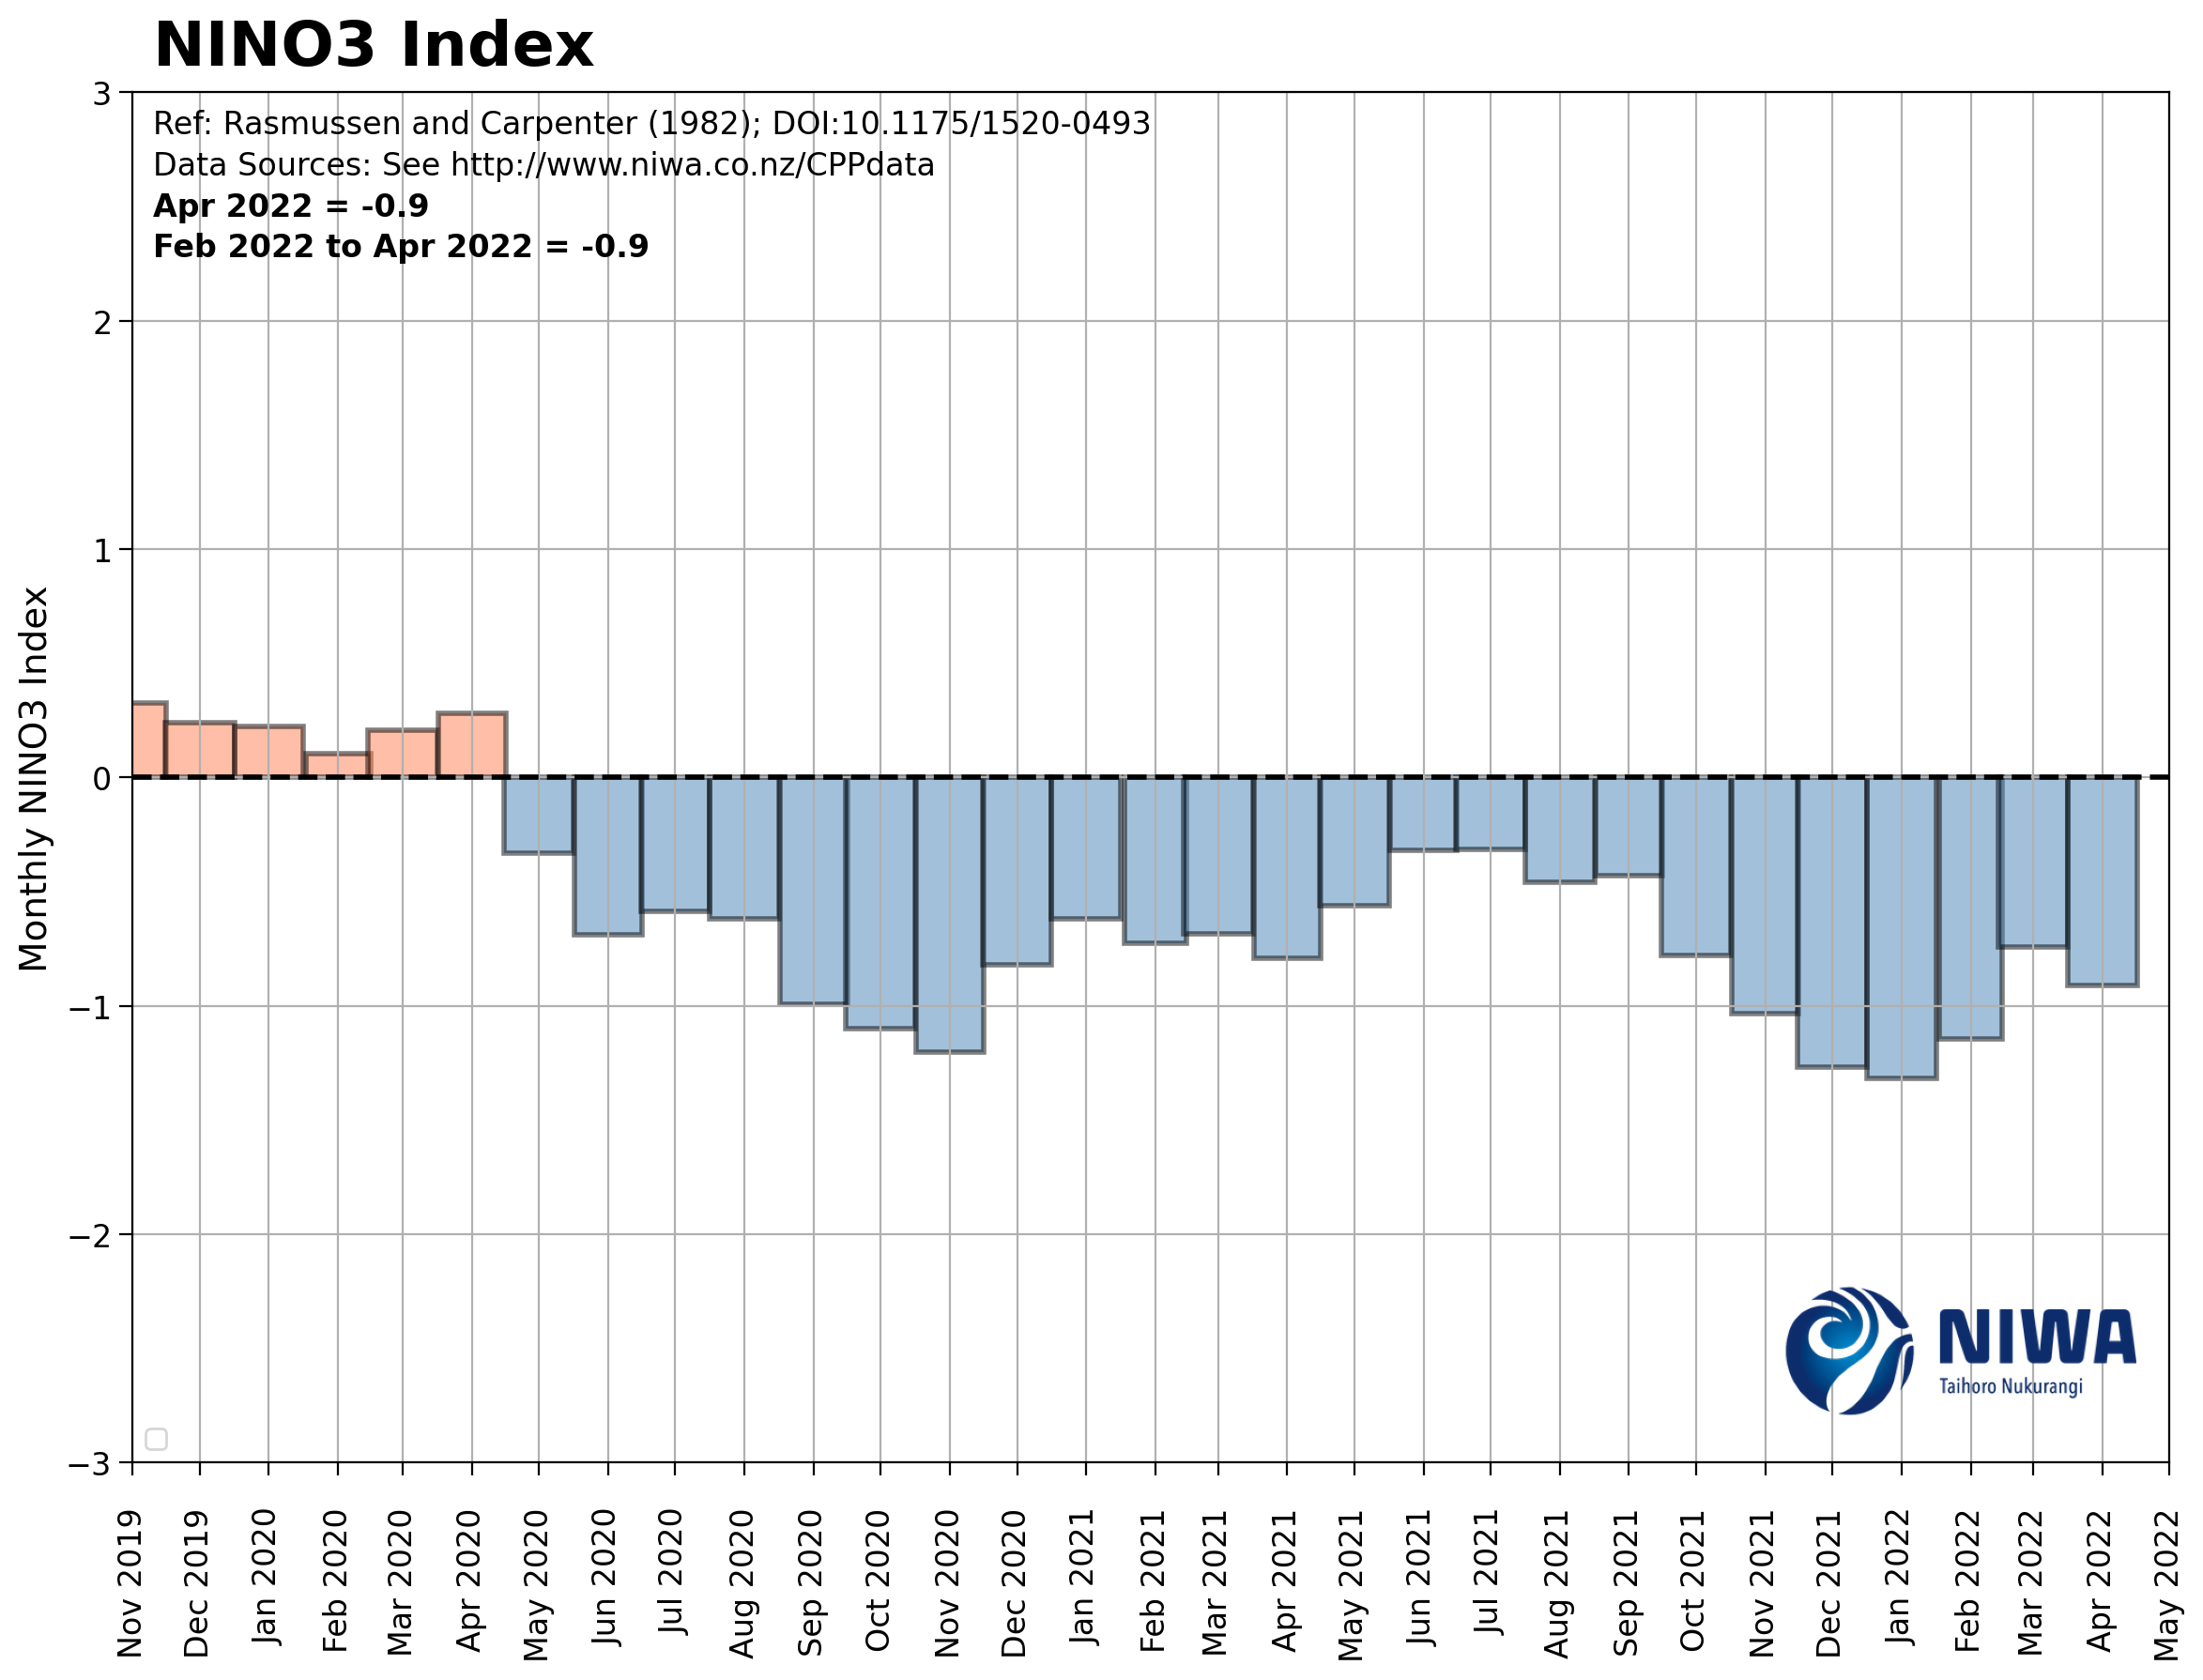 NINO3 Index
Ref: Rasmussen and Carpenter (1982); DOI:10.1175/1520-0493
Data Sources: See http://www.niwa.co.nz/CPPdata
Apr 2022 = -0.9
Feb 2022 to Apr 2022 = -0.9
Monthly NINO3 Index
3
2
1
0
−1
−2
−3
NIWA
Taihoro Nukurangi
Nov 2019
Dec 2019
Jan 2020
Feb 2020
Mar 2020
Apr 2020
May 2020
Jun 2020
Jul 2020
Aug 2020
Sep 2020
Oct 2020
Nov 2020
Dec 2020
Jan 2021
Feb 2021
Mar 2021
Apr 2021
May 2021
Jun 2021
Jul 2021
Aug 2021
Sep 2021
Oct 2021
Nov 2021
Dec 2021
Jan 2022
Feb 2022
Mar 2022
Apr 2022
May 2022